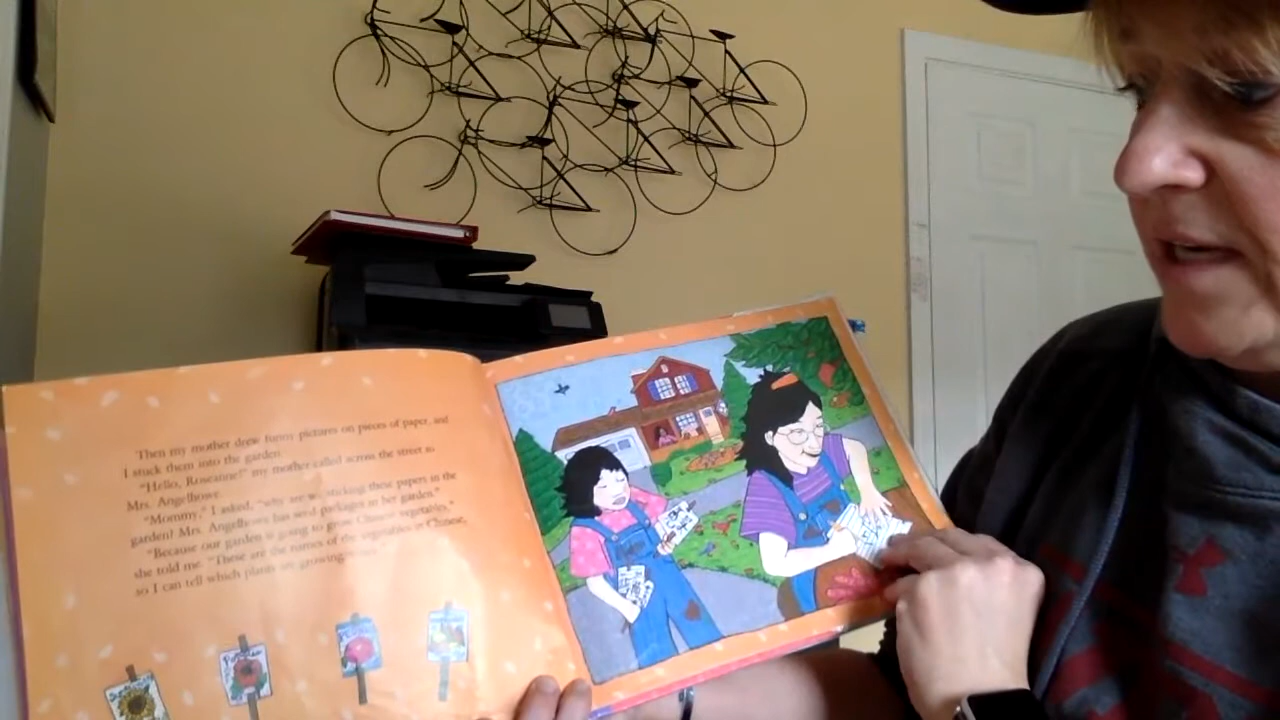 Then my mother drew funny pictures on pieces of paper, and
I stuck them into the garden.
"Hello, Roseanne!" my mother called across the street to
Mrs. Angelhowe.
"Mommy," I asked, "why are we sticking these papers in the
garden? Mrs. Angelhowe has seed packages in her garden."
"Because our garden is going to grow Chinese vegetables,"
she told me. "These are the names of the vegetables in Chinese,
so I can tell which plants are growing